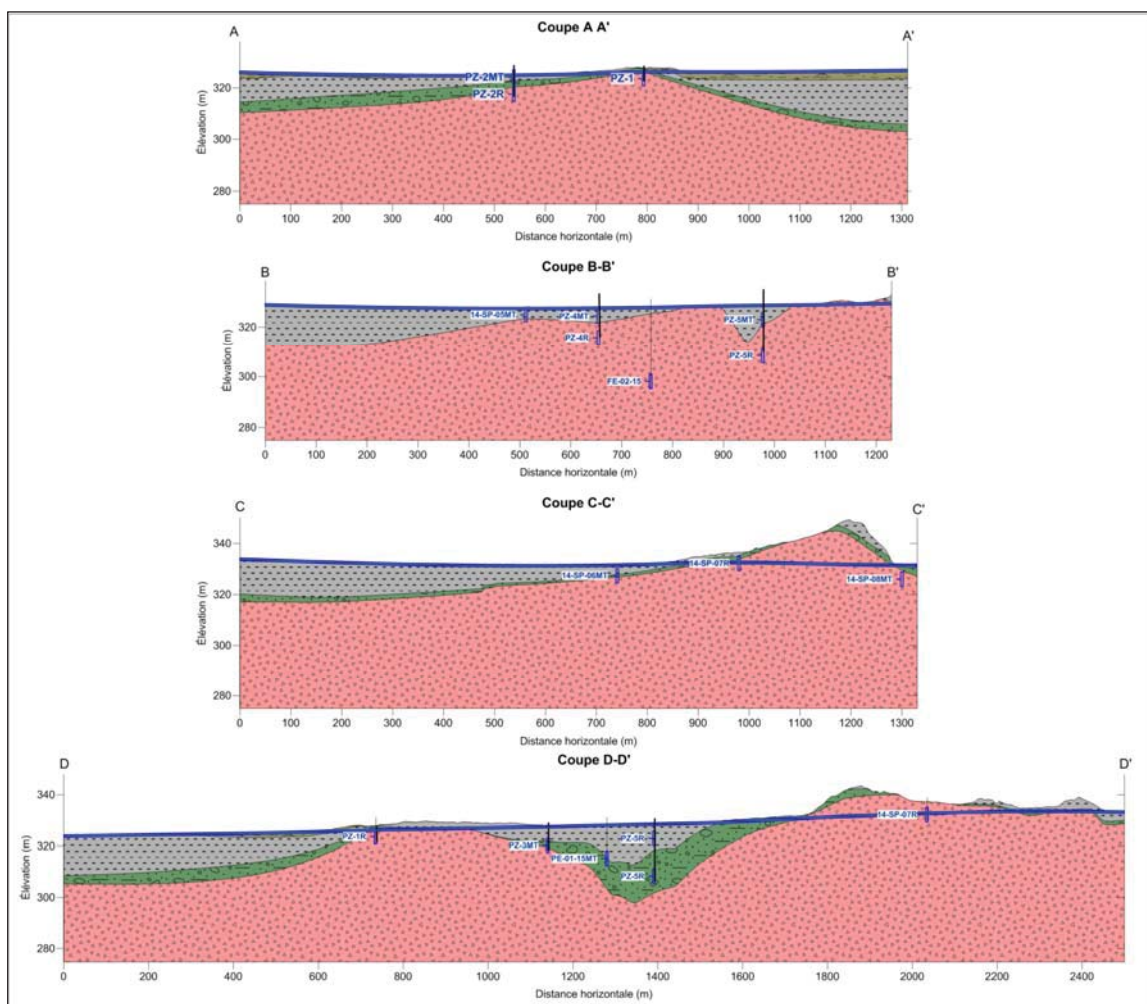 Coupe A A'
A
A'
Élévation (m)
320
300
280
PZ-2MT
PZ-2R
PZ-1
0 100 200 300 400 500 600 700 800 900 1000 1100 1200 1300
Distance horizontale (m)
Coupe B-B'
B
B'
Élévation (m)
320
300
280
14-SP-05MT
PZ-4MT
PZ-4R
FE-02-15
PZ-5MT
PZ-5R
0 100 200 300 400 500 600 700 800 900 1000 1100 1200
Distance horizontale (m)
Coupe C-C'
C
C'
Élévation (m)
340
320
300
280
14-SP-06MT
14-SP-07R
14-SP-08MT
0 100 200 300 400 500 600 700 800 900 1000 1100 1200 1300
Distance horizontale (m)
Coupe D-D'
D
D'
Élévation (m)
340
320
300
280
PZ-1R
PZ-3MT
PE-01-15MT
PZ-5R
PZ-5R
14-SP-07R
0 200 400 600 800 1000 1200 1400 1600 1800 2000 2200 2400
Distance horizontale (m)